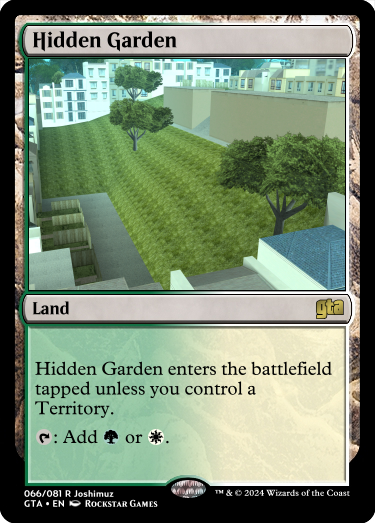 Hidden Garden
Land
gta
Hidden Garden enters the battlefield
tapped unless you control a
Territory.
: Add or .
066/081 R Joshimuz
GTA • EN Rockstar Games
™ & © 2024 Wizards of the Coast